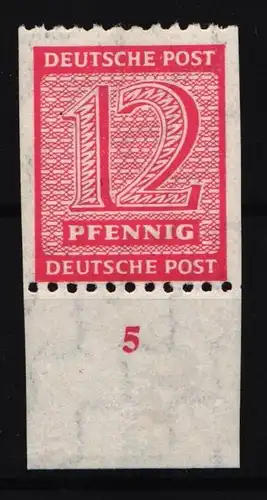 DEUTSCHE POST
12
PFENNIG
DEUTSCHE POST
5